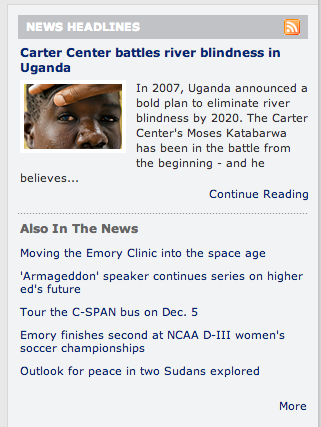 NEWS HEADLINES
Carter Center battles river blindness in
Uganda
In 2007, Uganda announced a
bold plan to eliminate river
blindness by 2020. The Carter
Center's Moses Katabarwa
has been in the battle from
the beginning - and he
believes...
Continue Reading
Also In The News
Moving the Emory Clinic into the space age
'Armageddon' speaker continues series on higher
ed's future
Tour the C-SPAN bus on Dec. 5
Emory finishes second at NCAA D-III women's
soccer championships
Outlook for peace in two Sudans explored
More